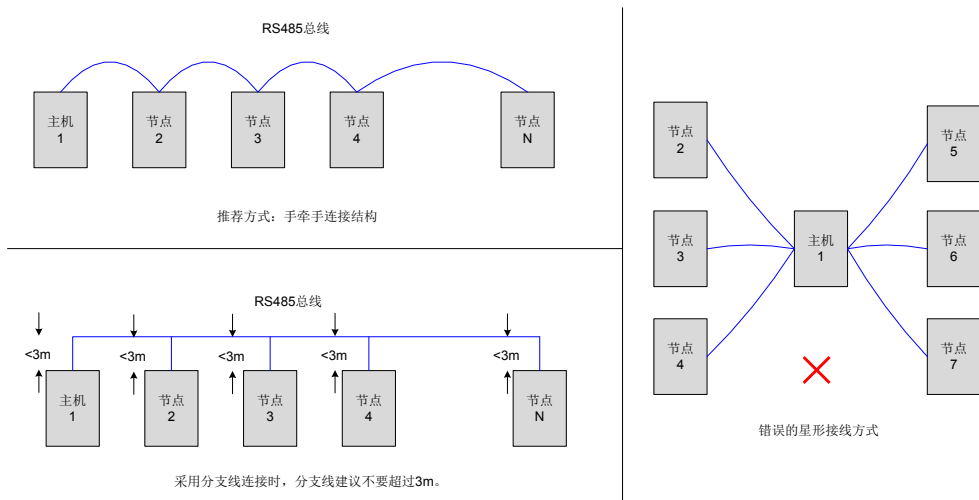 RS485总线
主机
1
节点
2
节点
3
节点
4
节点
N
推荐方式：手牵手连接结构
RS485总线
<3m
<3m
<3m
<3m
<3m
主机
1
节点
2
节点
3
节点
4
节点
N
采用分支线连接时，分支线建议不要超过3m。
节点
2
节点
3
节点
4
主机
1
节点
5
节点
6
节点
7
错误的星形接线方式